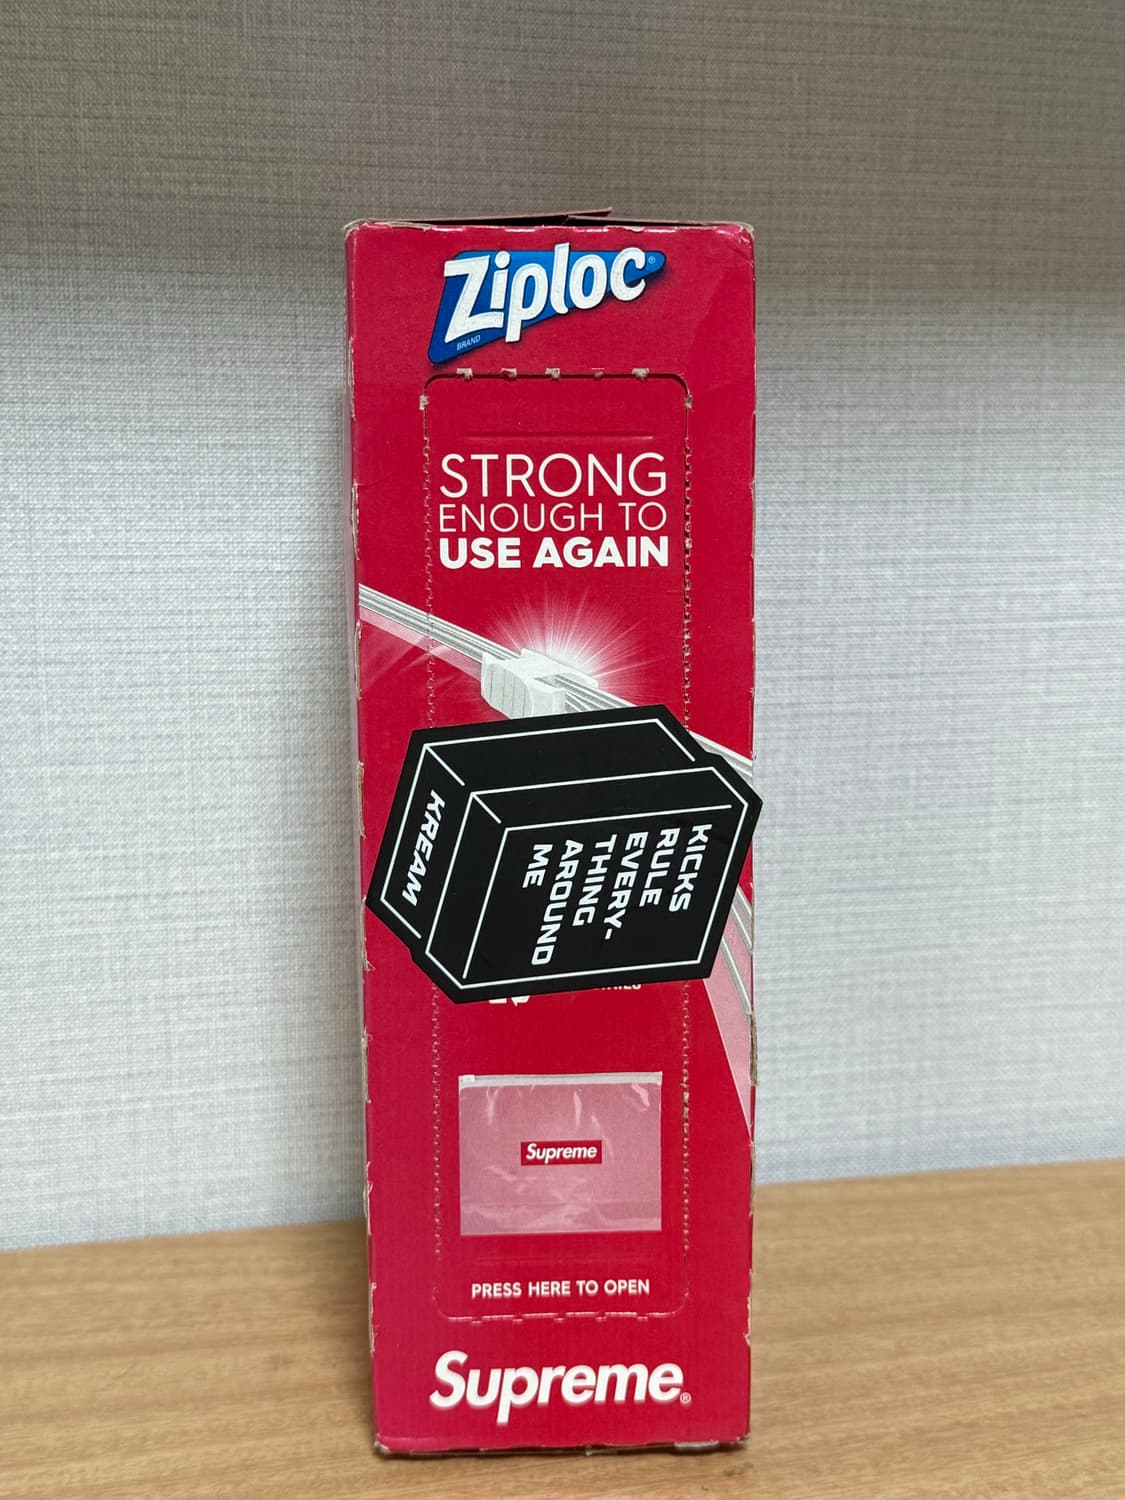 Ziploc®
BRAND
STRONG
ENOUGH TO
USE AGAIN
KREAM
KICKS
RULE
EVERY-
THING
AROUND
ME
Supreme
PRESS HERE TO OPEN
Supreme®